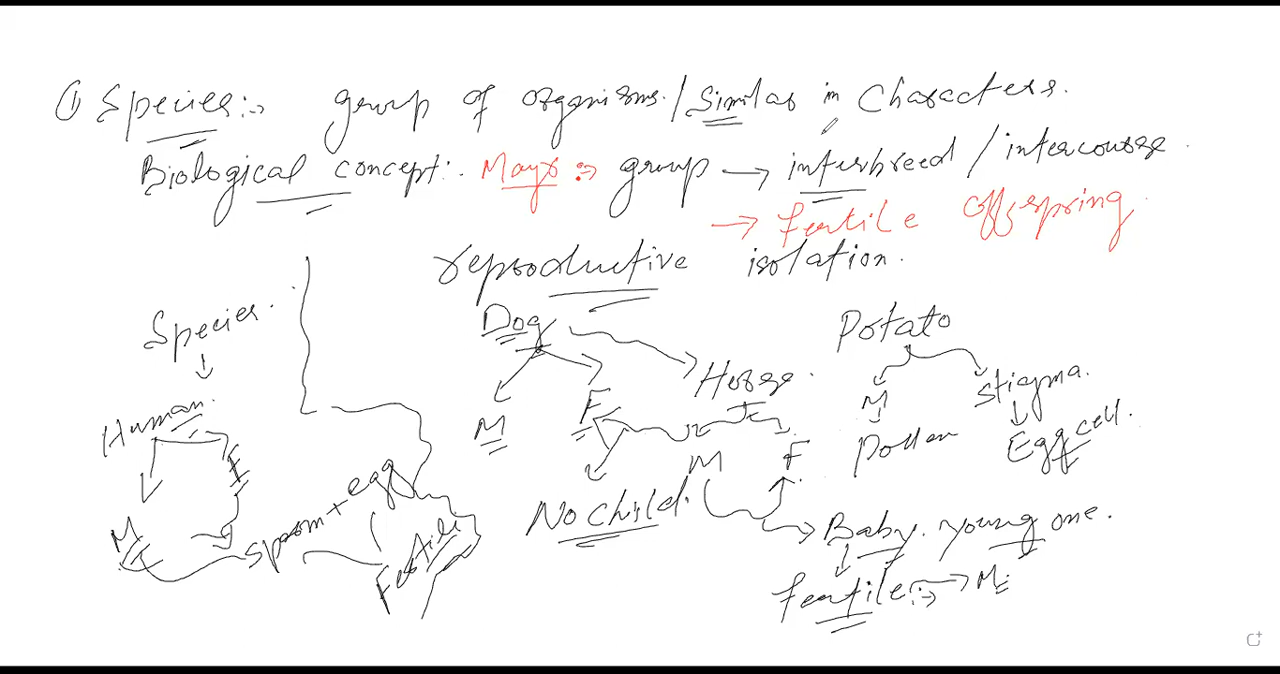 ① Species:→ group of organisms./Similar in Characters.
Biological concept:. Mayr :→ group → interbreed / intercourse.
→ fertile offspring
reproductive isolation.
Species.
Human.
M F
Sperm + egg
Fertile
Dog
M F
Horse.
M F
No Child.
Baby. young one.
fertile :→ → M
Potato
M Stigma.
Pollen Egg cell.